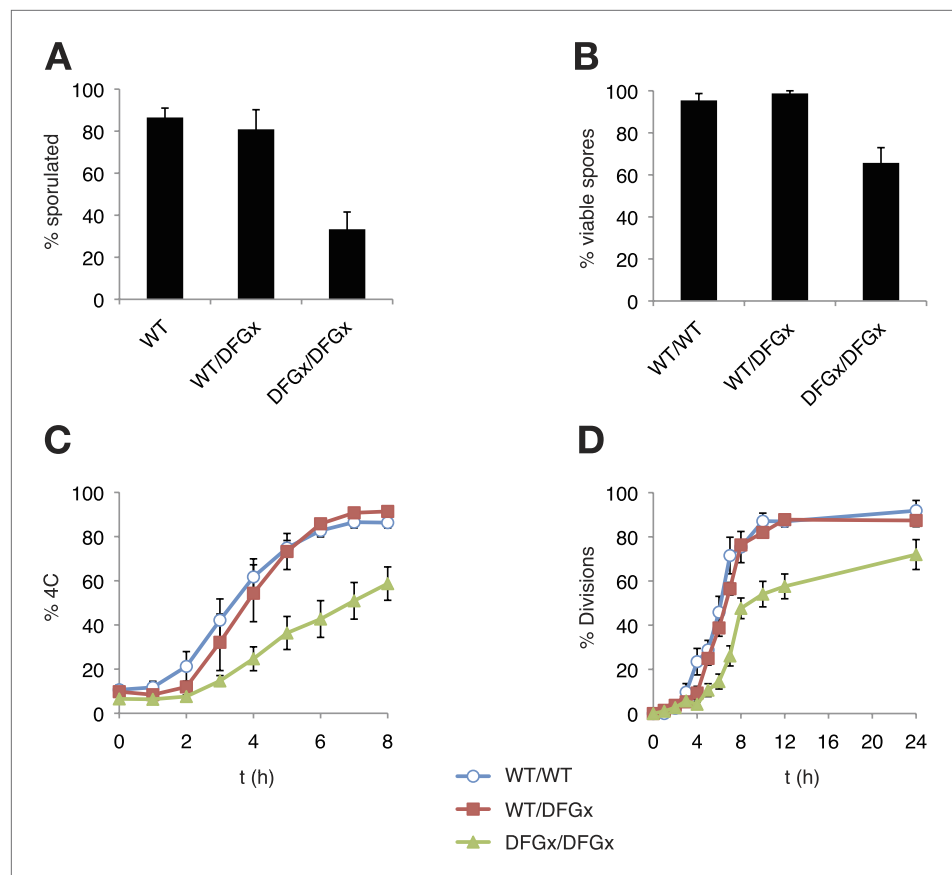 A
100
80
60
40
20
0
% sporulated
WT
WT/DFGx
DFGx/DFGx
B
100
80
60
40
20
0
% viable spores
WT/WT
WT/DFGx
DFGx/DFGx
C
100
80
60
40
20
0
% 4C
0 2 4 6 8
t (h)
D
100
80
60
40
20
0
% Divisions
0 4 8 12 16 20 24
t (h)
WT/WT
WT/DFGx
DFGx/DFGx